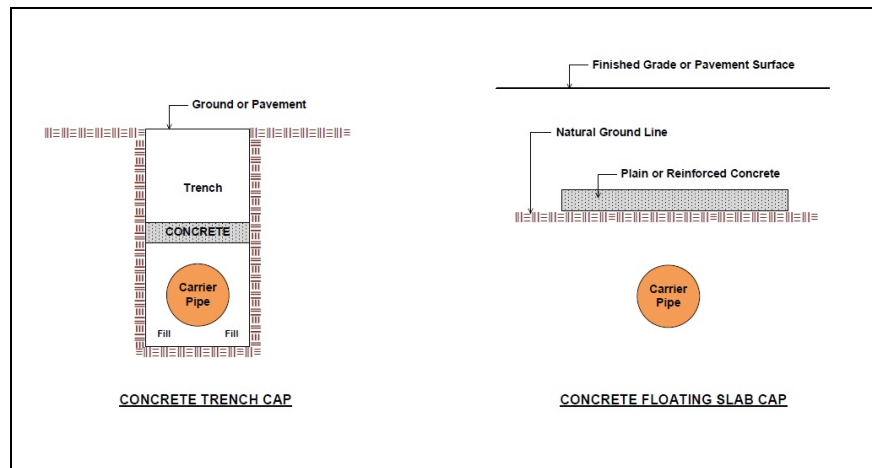 Ground or Pavement
Trench
CONCRETE
Carrier
Pipe
Fill
Fill
CONCRETE TRENCH CAP
Finished Grade or Pavement Surface
Natural Ground Line
Plain or Reinforced Concrete
Carrier
Pipe
CONCRETE FLOATING SLAB CAP